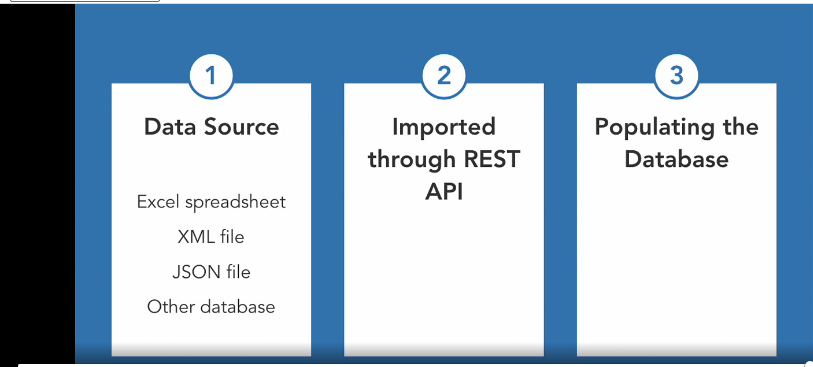 1
Data Source
Excel spreadsheet
XML file
JSON file
Other database
2
Imported
through REST
API
3
Populating the
Database